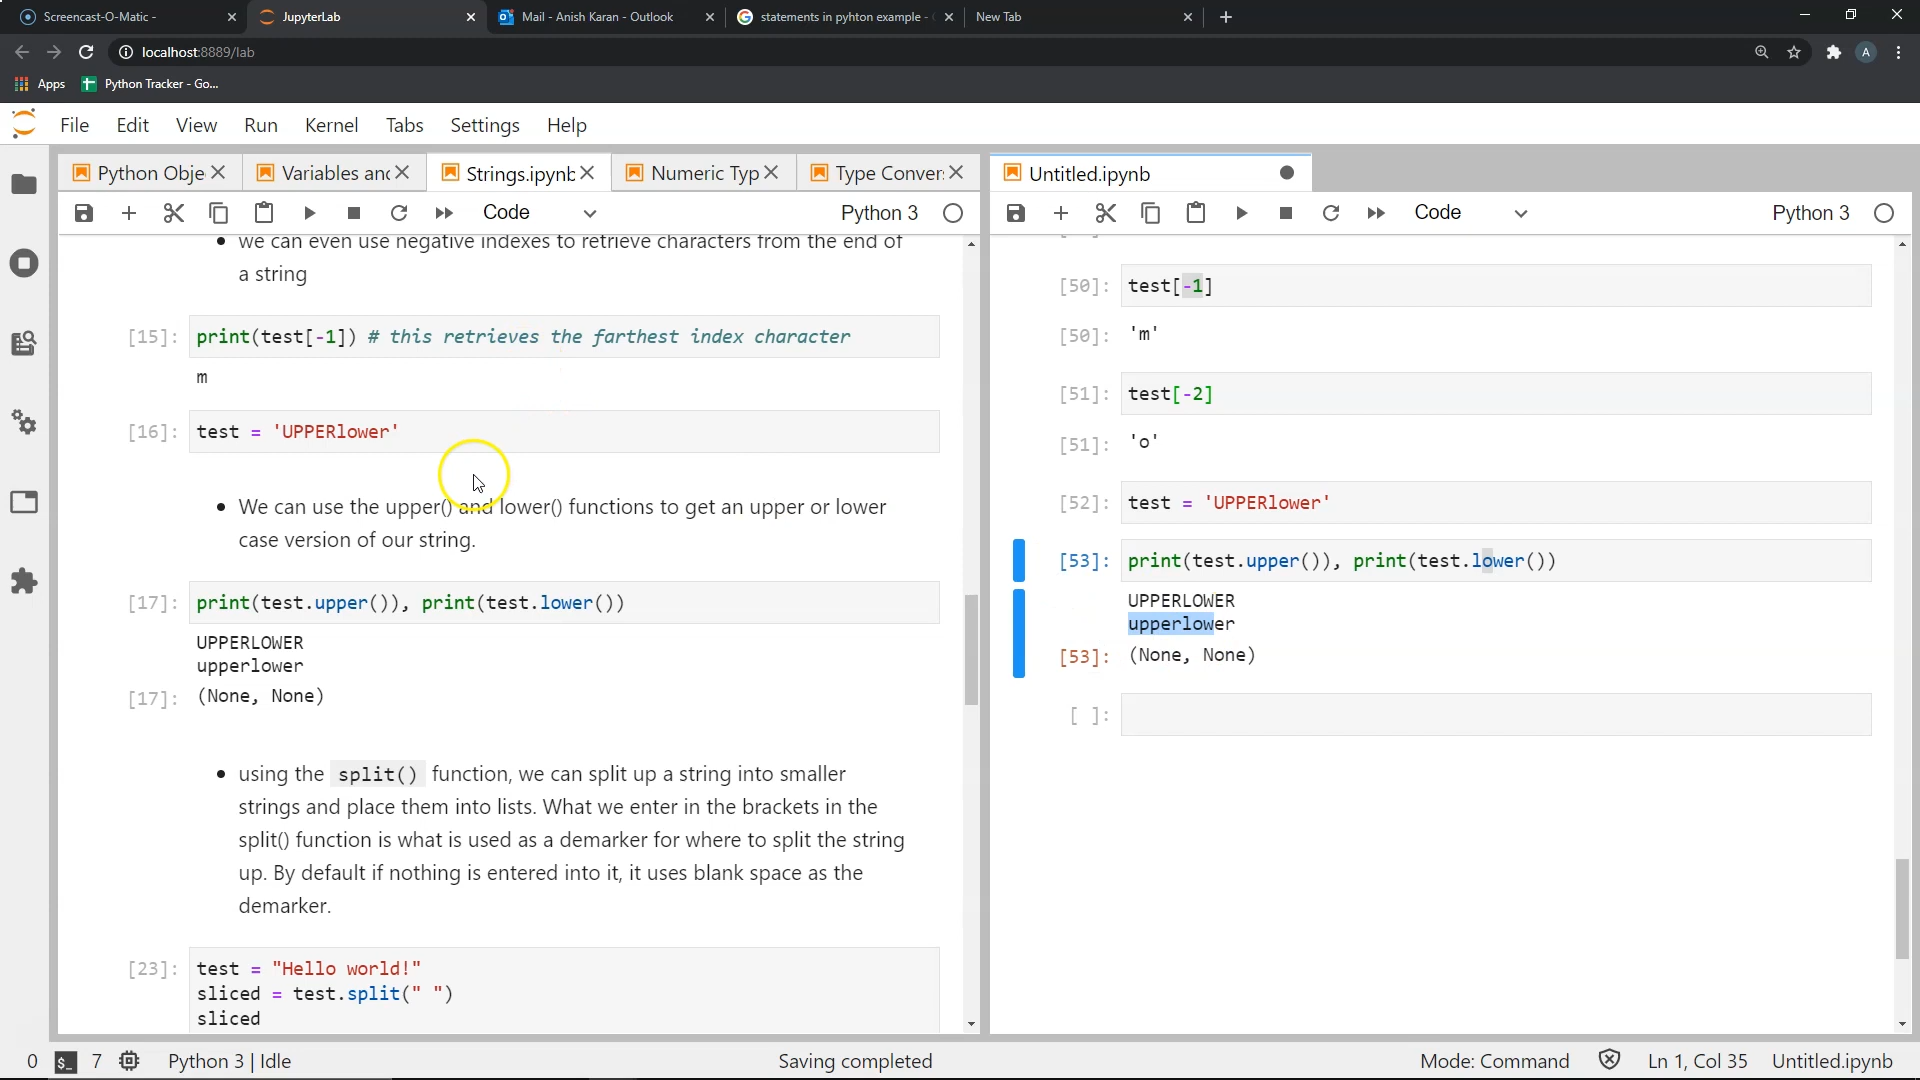 Screencast-O-Matic -
JupyterLab
Mail - Anish Karan - Outlook
statements in pyhton example -
New Tab
localhost:8889/lab
A
Apps
Python Tracker - Go...
File Edit View Run Kernel Tabs Settings Help
Python Obje
Variables anc
Strings.ipynb
Numeric Typ
Type Conver
Untitled.ipynb
Code
Python 3
Code
Python 3
we can even use negative indexes to retrieve characters from the end of
a string
[15]: print(test[-1]) # this retrieves the farthest index character
m
[16]: test = 'UPPERlower'
We can use the upper() and lower() functions to get an upper or lower
case version of our string.
[17]: print(test.upper()), print(test.lower())
UPPERLOWER
upperlower
[17]: (None, None)
using the split() function, we can split up a string into smaller
strings and place them into lists. What we enter in the brackets in the
split() function is what is used as a demarker for where to split the string
up. By default if nothing is entered into it, it uses blank space as the
demarker.
[23]: test = "Hello world!"
sliced = test.split(" ")
sliced
[50]: test[-1]
[50]: 'm'
[51]: test[-2]
[51]: 'o'
[52]: test = 'UPPERlower'
[53]: print(test.upper()), print(test.lower())
UPPERLOWER
upperlower
[53]: (None, None)
[ ]:
0 $_ 7 Python 3 | Idle
Saving completed
Mode: Command
Ln 1, Col 35 Untitled.ipynb